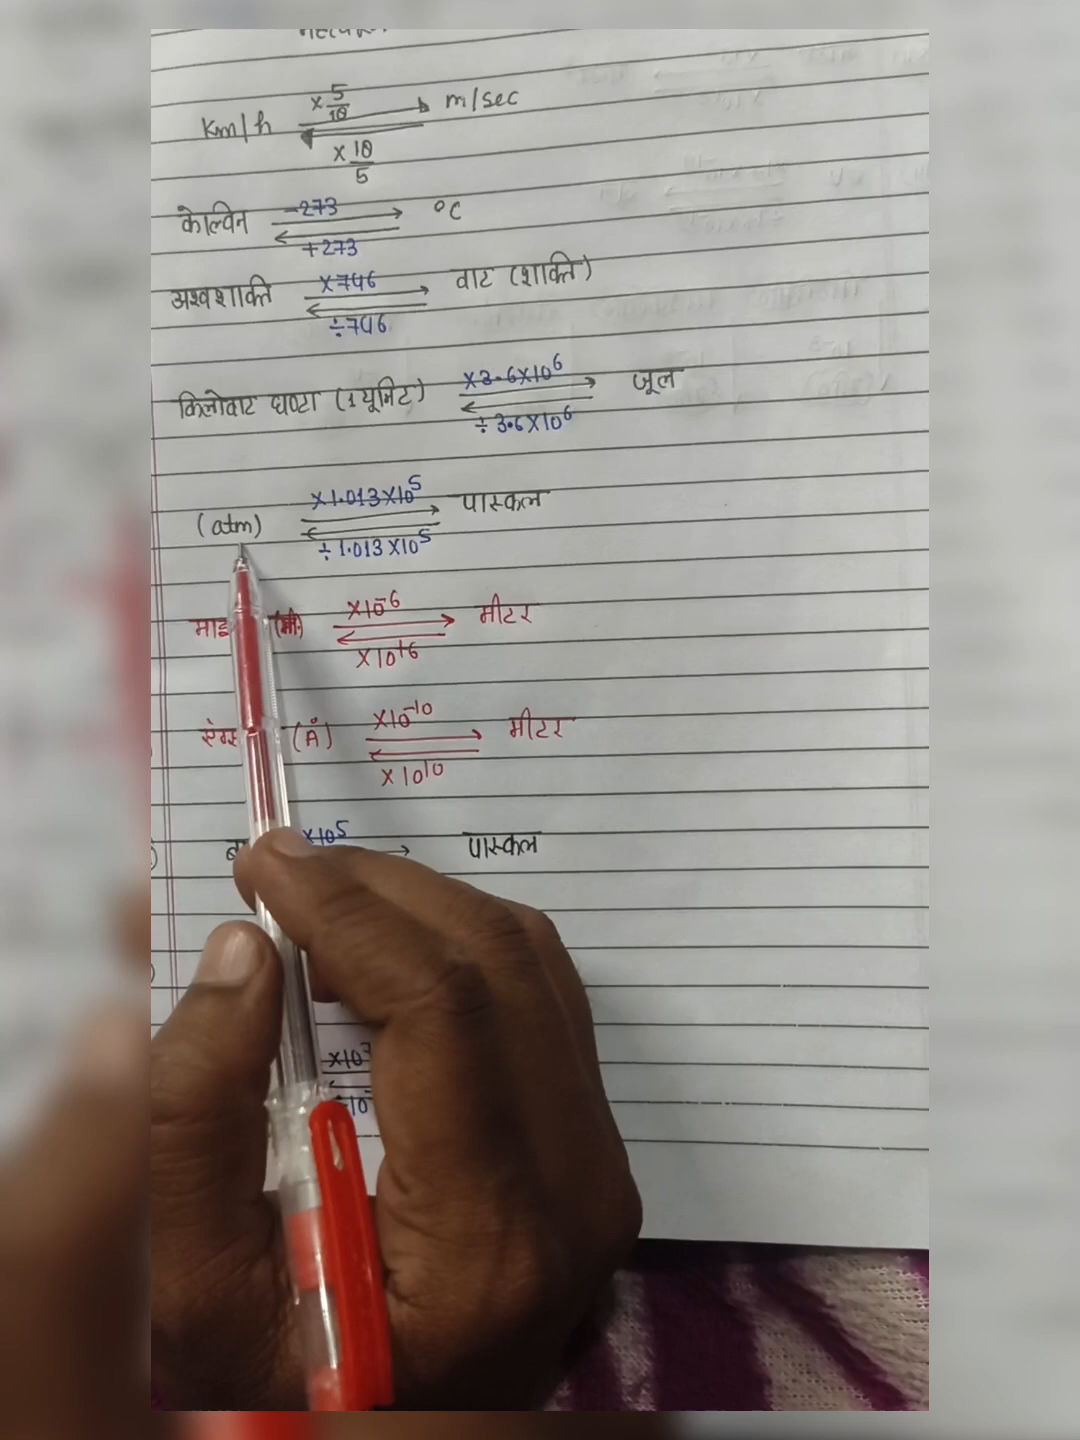 Km/h ×5/18 → m/sec
×18/5
केल्विन -273 → °C
+273
अश्वशक्ति ×746 → वाट (शक्ति)
÷746
किलोवाट घण्टा (1 यूनिट) ×3.6×10⁶ → जूल
÷3.6×10⁶
(atm) ×1.013×10⁵ → पास्कल
÷1.013×10⁵
×10⁻⁶ → मीटर
×10⁺⁶
(Å) ×10⁻¹⁰ → मीटर
×10¹⁰
×10⁵ → पास्कल